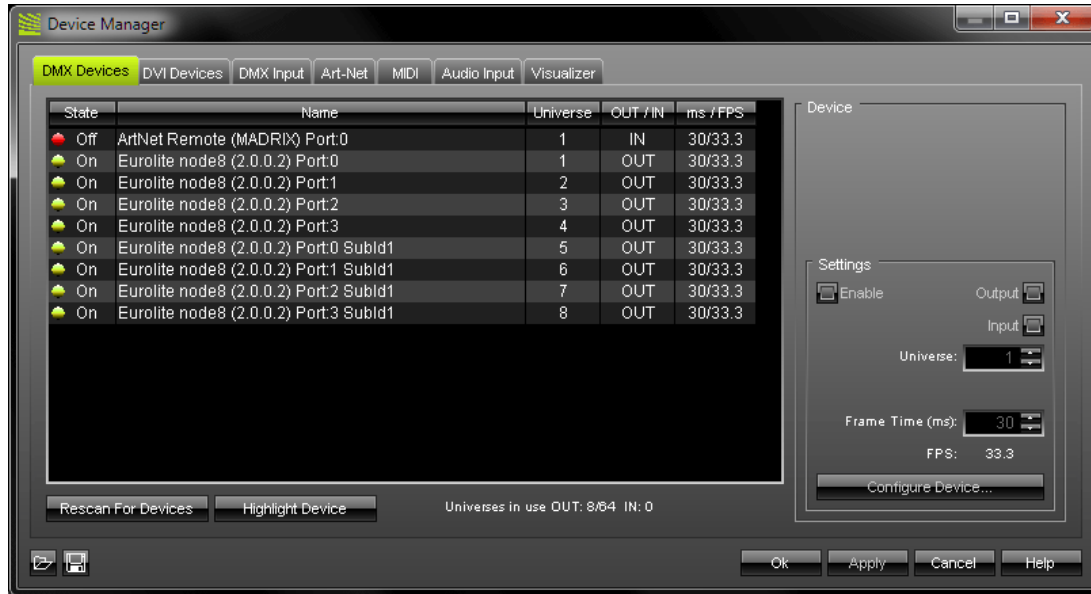 Device Manager
DMX Devices DVI Devices DMX Input Art-Net MIDI Audio Input Visualizer
State Name Universe OUT / IN ms / FPS
Off ArtNet Remote (MADRIX) Port:0 1 IN 30/33.3
On Eurolite node8 (2.0.0.2) Port:0 1 OUT 30/33.3
On Eurolite node8 (2.0.0.2) Port:1 2 OUT 30/33.3
On Eurolite node8 (2.0.0.2) Port:2 3 OUT 30/33.3
On Eurolite node8 (2.0.0.2) Port:3 4 OUT 30/33.3
On Eurolite node8 (2.0.0.2) Port:0 SubId1 5 OUT 30/33.3
On Eurolite node8 (2.0.0.2) Port:1 SubId1 6 OUT 30/33.3
On Eurolite node8 (2.0.0.2) Port:2 SubId1 7 OUT 30/33.3
On Eurolite node8 (2.0.0.2) Port:3 SubId1 8 OUT 30/33.3
Device
Settings
Enable Output
Input
Universe: 1
Frame Time (ms): 30
FPS: 33.3
Configure Device...
Rescan For Devices Highlight Device Universes in use OUT: 8/64 IN: 0
Ok Apply Cancel Help